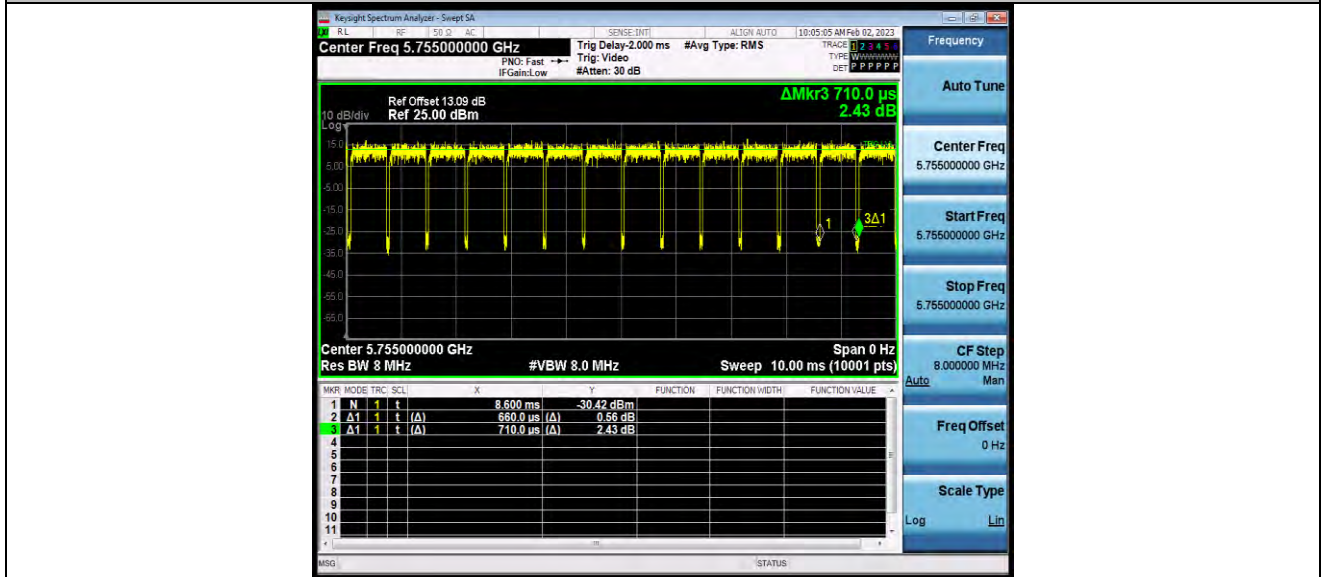 Keysight Spectrum Analyzer - Swept SA
RL RF 50 Ω AC SENSE:INT ALIGN AUTO 10:05:05 AM Feb 02, 2023
Center Freq 5.755000000 GHz
PNO: Fast
IFGain:Low
Trig Delay-2.000 ms
Trig: Video
#Atten: 30 dB
#Avg Type: RMS
TRACE 1 2 3 4 5 6
TYPE W
DET P P P P P P
Frequency
Auto Tune
Center Freq
5.755000000 GHz
Start Freq
5.755000000 GHz
Stop Freq
5.755000000 GHz
CF Step
8.000000 MHz
Auto Man
Freq Offset
0 Hz
Scale Type
Log Lin
ΔMkr3 710.0 µs
2.43 dB
Ref Offset 13.09 dB
10 dB/div Ref 25.00 dBm
Log
15.0
5.00
-5.00
-15.0
-25.0
-35.0
-45.0
-55.0
-65.0
1
3Δ1
Center 5.755000000 GHz Span 0 Hz
Res BW 8 MHz #VBW 8.0 MHz Sweep 10.00 ms (10001 pts)
MKR MODE TRC SCL X Y FUNCTION FUNCTION WIDTH FUNCTION VALUE
1 N 1 t 8.600 ms -30.42 dBm
2 Δ1 1 t (Δ) 660.0 µs (Δ) 0.56 dB
3 Δ1 1 t (Δ) 710.0 µs (Δ) 2.43 dB
4
5
6
7
8
9
10
11
MSG STATUS